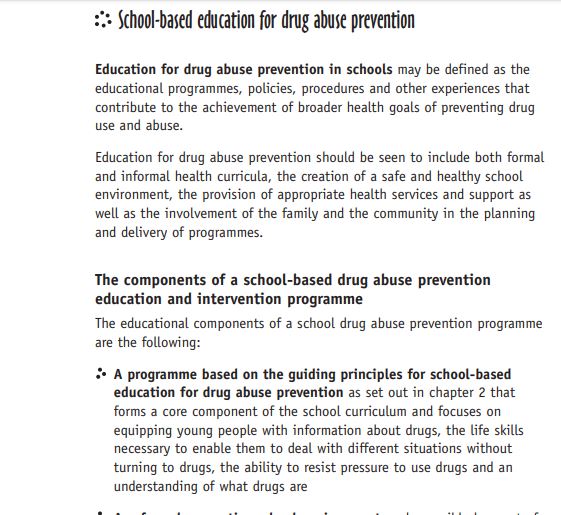 School-based education for drug abuse prevention
Education for drug abuse prevention in schools may be defined as the
educational programmes, policies, procedures and other experiences that
contribute to the achievement of broader health goals of preventing drug
use and abuse.
Education for drug abuse prevention should be seen to include both formal
and informal health curricula, the creation of a safe and healthy school
environment, the provision of appropriate health services and support as
well as the involvement of the family and the community in the planning
and delivery of programmes.
The components of a school-based drug abuse prevention
education and intervention programme
The educational components of a school drug abuse prevention programme
are the following:
A programme based on the guiding principles for school-based
education for drug abuse prevention as set out in chapter 2 that
forms a core component of the school curriculum and focuses on
equipping young people with information about drugs, the life skills
necessary to enable them to deal with different situations without
turning to drugs, the ability to resist pressure to use drugs and an
understanding of what drugs are